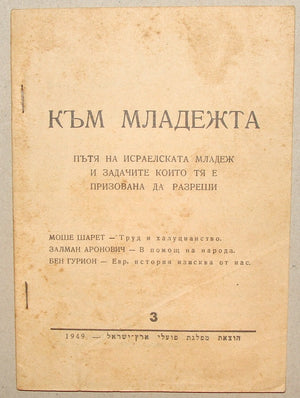 КЪМ МЛАДЕЖТА
ПЪТЯ НА ИЗРАЕЛСКАТА МЛАДЕЖ
И ЗАДАЧИТЕ КОИТО ТЯ Е
ПРИЗОВАНА ДА РАЗРЕШИ
МОШЕ ШАРЕТ — Труд и халуцианство.
ЗАЛМАН АРОНОВИЧ — В помощ на народа.
БЕН ГУРИОН — Евр. история изисква от нас.
3
1949. — הוצאת מפלגת פועלי ארץ־ישראל